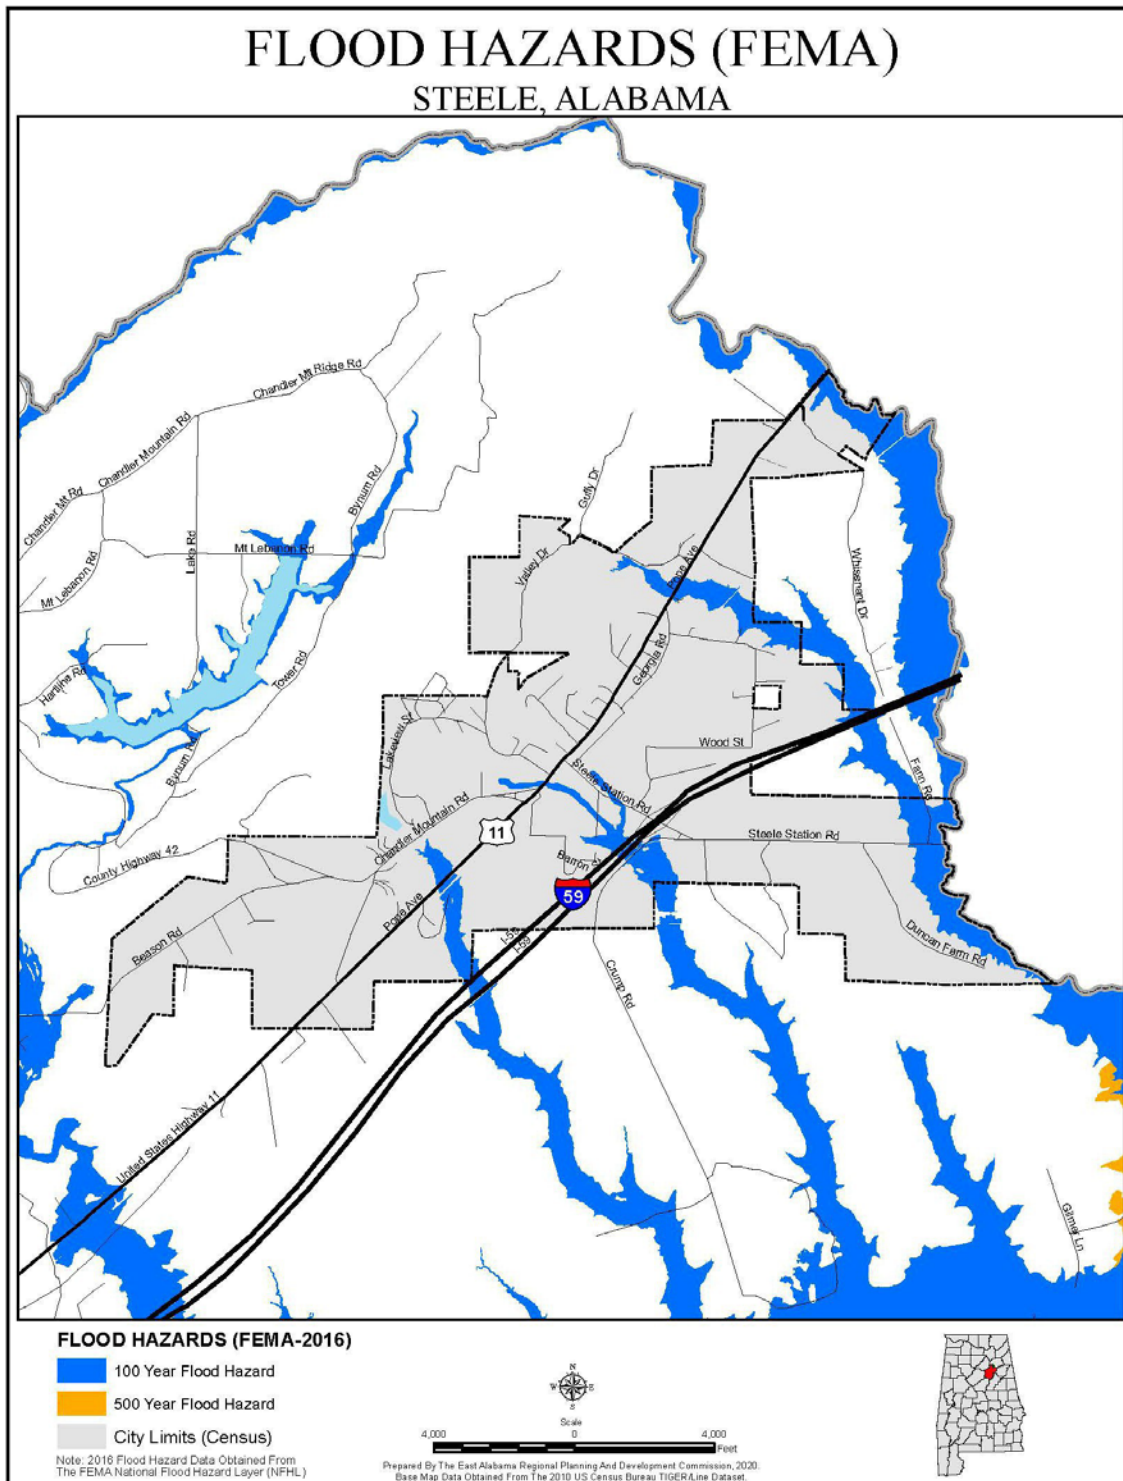 FLOOD HAZARDS (FEMA)
STEELE, ALABAMA
Chandler Mt Ridge Rd
Chandler Mountain Rd
Chandler Mt Rd
Bynum Rd
Guffy Dr
Lake Rd
Mt Lebanon Rd
Mt Lebanon Rd
Valley Dr
Pope Ave
Whisenant Dr
Georgia Rd
Tower Rd
Lakeview Dr
Bynum Rd
Wood St
Fann Rd
Steele Station Rd
Steele Station Rd
Chandler Mountain Rd
11
County Highway 42
Barron St
59
Pope Ave
Beason Rd
I-59
I-59
Duncan Farm Rd
Crump Rd
United States Highway 11
Gilmer Ln
FLOOD HAZARDS (FEMA-2016)
100 Year Flood Hazard
500 Year Flood Hazard
City Limits (Census)
Note: 2016 Flood Hazard Data Obtained From
The FEMA National Flood Hazard Layer (NFHL)
N
W E
S
Scale
4,000 0 4,000
Feet
Prepared By The East Alabama Regional Planning And Development Commission, 2020.
Base Map Data Obtained From The 2010 US Census Bureau TIGER/Line Dataset.